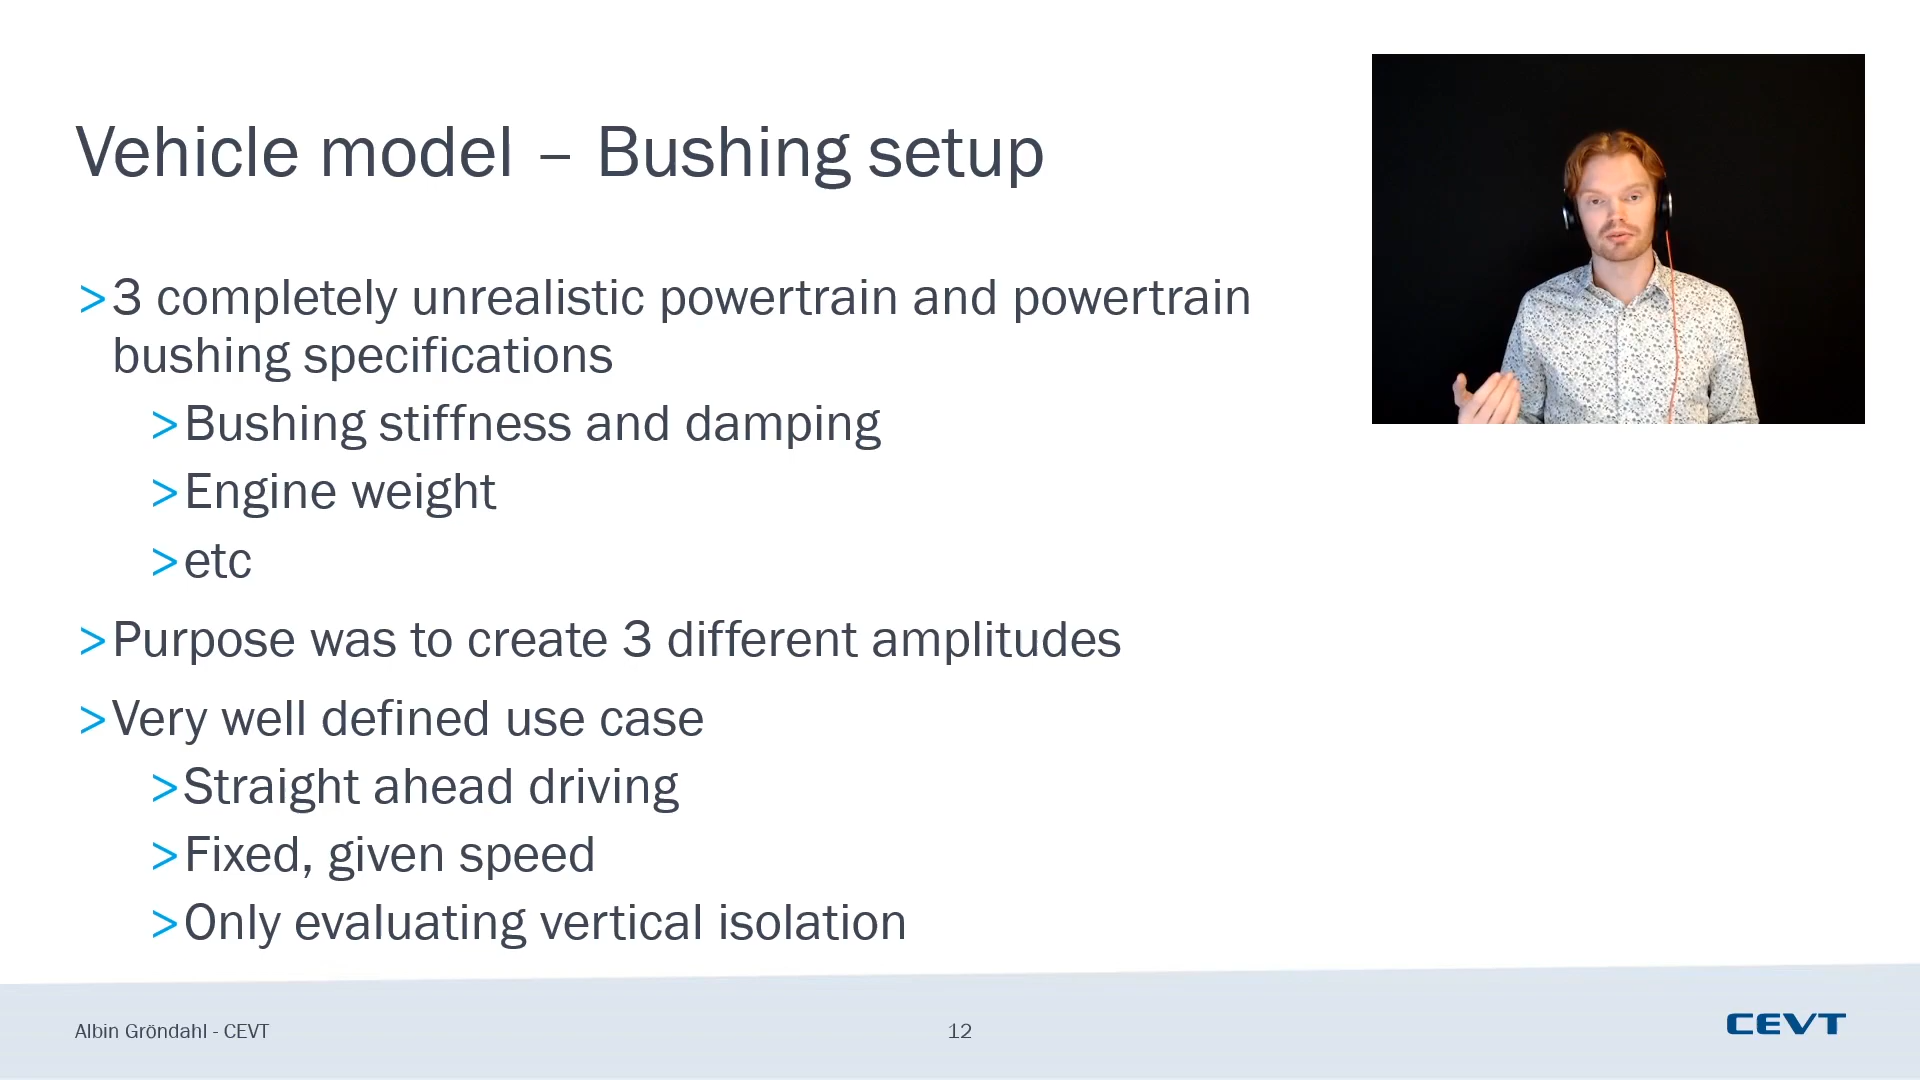 Vehicle model – Bushing setup
> 3 completely unrealistic powertrain and powertrain
bushing specifications
> Bushing stiffness and damping
> Engine weight
> etc
> Purpose was to create 3 different amplitudes
> Very well defined use case
> Straight ahead driving
> Fixed, given speed
> Only evaluating vertical isolation
Albin Gröndahl - CEVT
12
CEVT